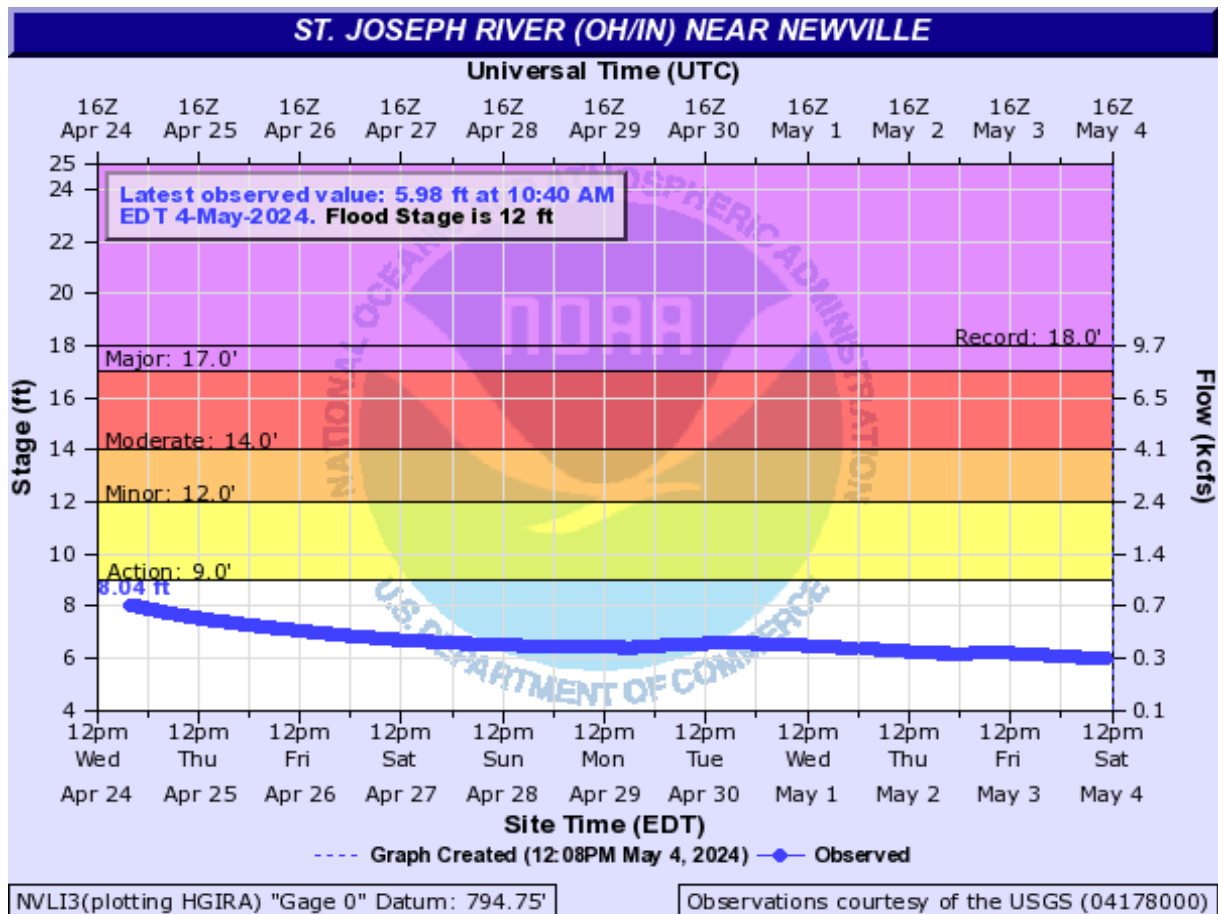 ST. JOSEPH RIVER (OH/IN) NEAR NEWVILLE
Universal Time (UTC)
16Z 16Z 16Z 16Z 16Z 16Z 16Z 16Z 16Z 16Z 16Z
Apr 24 Apr 25 Apr 26 Apr 27 Apr 28 Apr 29 Apr 30 May 1 May 2 May 3 May 4
Latest observed value: 5.98 ft at 10:40 AM
EDT 4-May-2024. Flood Stage is 12 ft
NATIONAL OCEANIC AND ATMOSPHERIC ADMINISTRATION
NOAA
U.S. DEPARTMENT OF COMMERCE
Stage (ft)
25
24
22
20
18
16
14
12
10
8
6
4
Record: 18.0'
Major: 17.0'
Moderate: 14.0'
Minor: 12.0'
Action: 9.0'
8.04 ft
Flow (kcfs)
9.7
6.5
4.1
2.4
1.4
0.7
0.3
0.1
12pm 12pm 12pm 12pm 12pm 12pm 12pm 12pm 12pm 12pm 12pm
Wed Thu Fri Sat Sun Mon Tue Wed Thu Fri Sat
Apr 24 Apr 25 Apr 26 Apr 27 Apr 28 Apr 29 Apr 30 May 1 May 2 May 3 May 4
Site Time (EDT)
Graph Created (12:08PM May 4, 2024) Observed
NVLI3(plotting HGIRA) "Gage 0" Datum: 794.75'
Observations courtesy of the USGS (04178000)